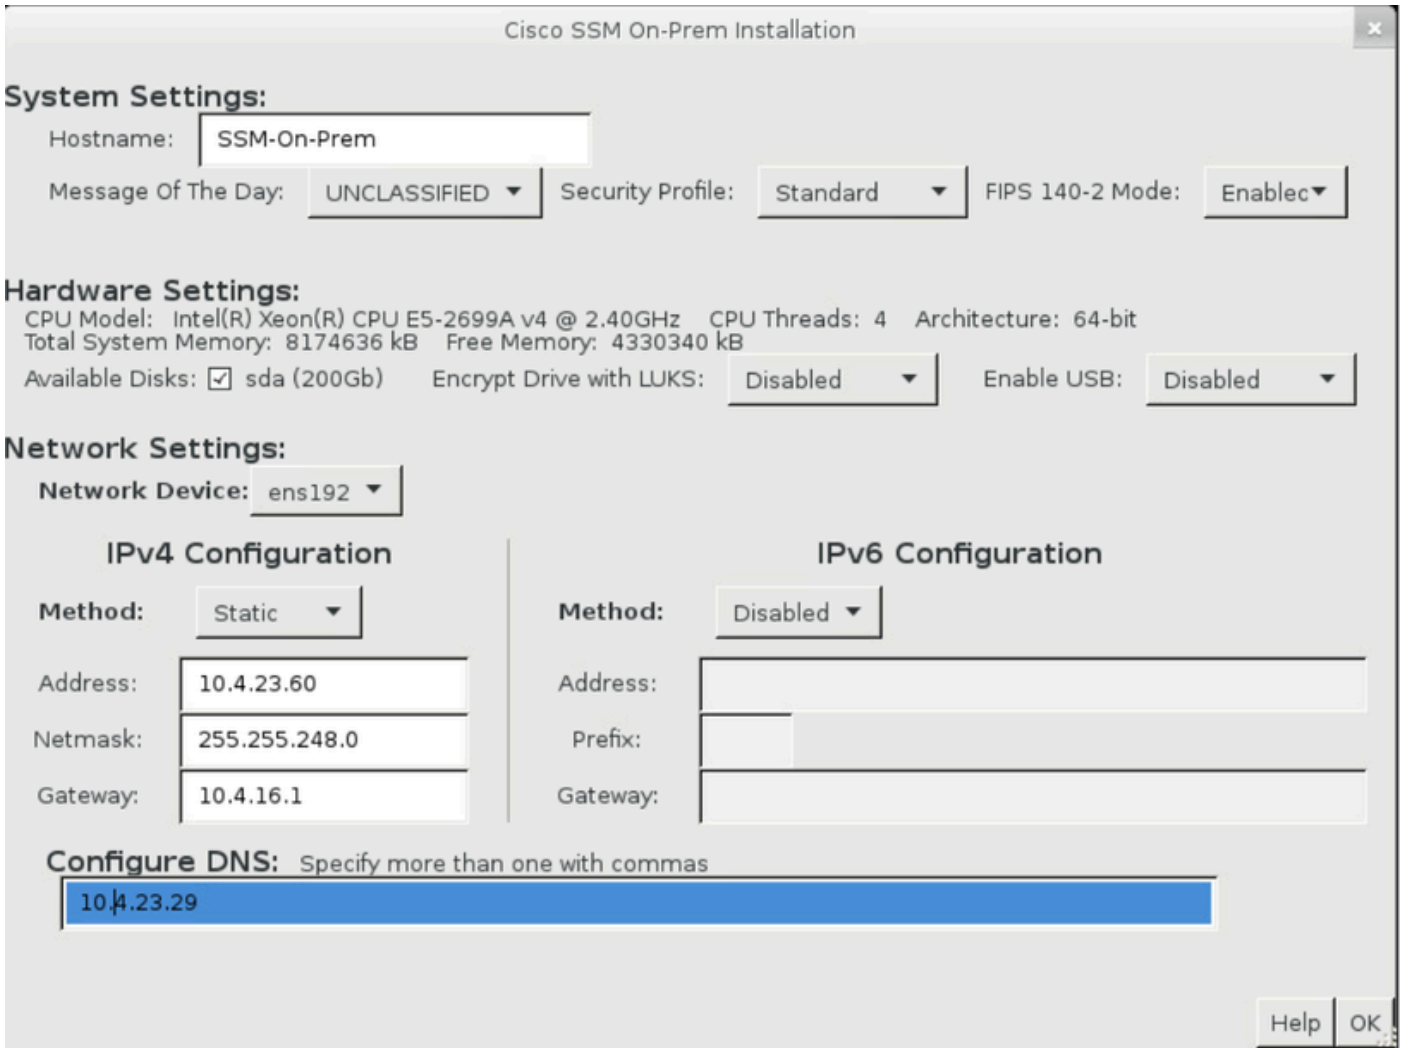 Cisco SSM On-Prem Installation
System Settings:
Hostname: SSM-On-Prem
Message Of The Day: UNCLASSIFIED Security Profile: Standard FIPS 140-2 Mode: Enablec
Hardware Settings:
CPU Model: Intel(R) Xeon(R) CPU E5-2699A v4 @ 2.40GHz CPU Threads: 4 Architecture: 64-bit
Total System Memory: 8174636 kB Free Memory: 4330340 kB
Available Disks: sda (200Gb) Encrypt Drive with LUKS: Disabled Enable USB: Disabled
Network Settings:
Network Device: ens192
IPv4 Configuration IPv6 Configuration
Method: Static Method: Disabled
Address: 10.4.23.60 Address:
Netmask: 255.255.248.0 Prefix:
Gateway: 10.4.16.1 Gateway:
Configure DNS: Specify more than one with commas
10.4.23.29
Help OK